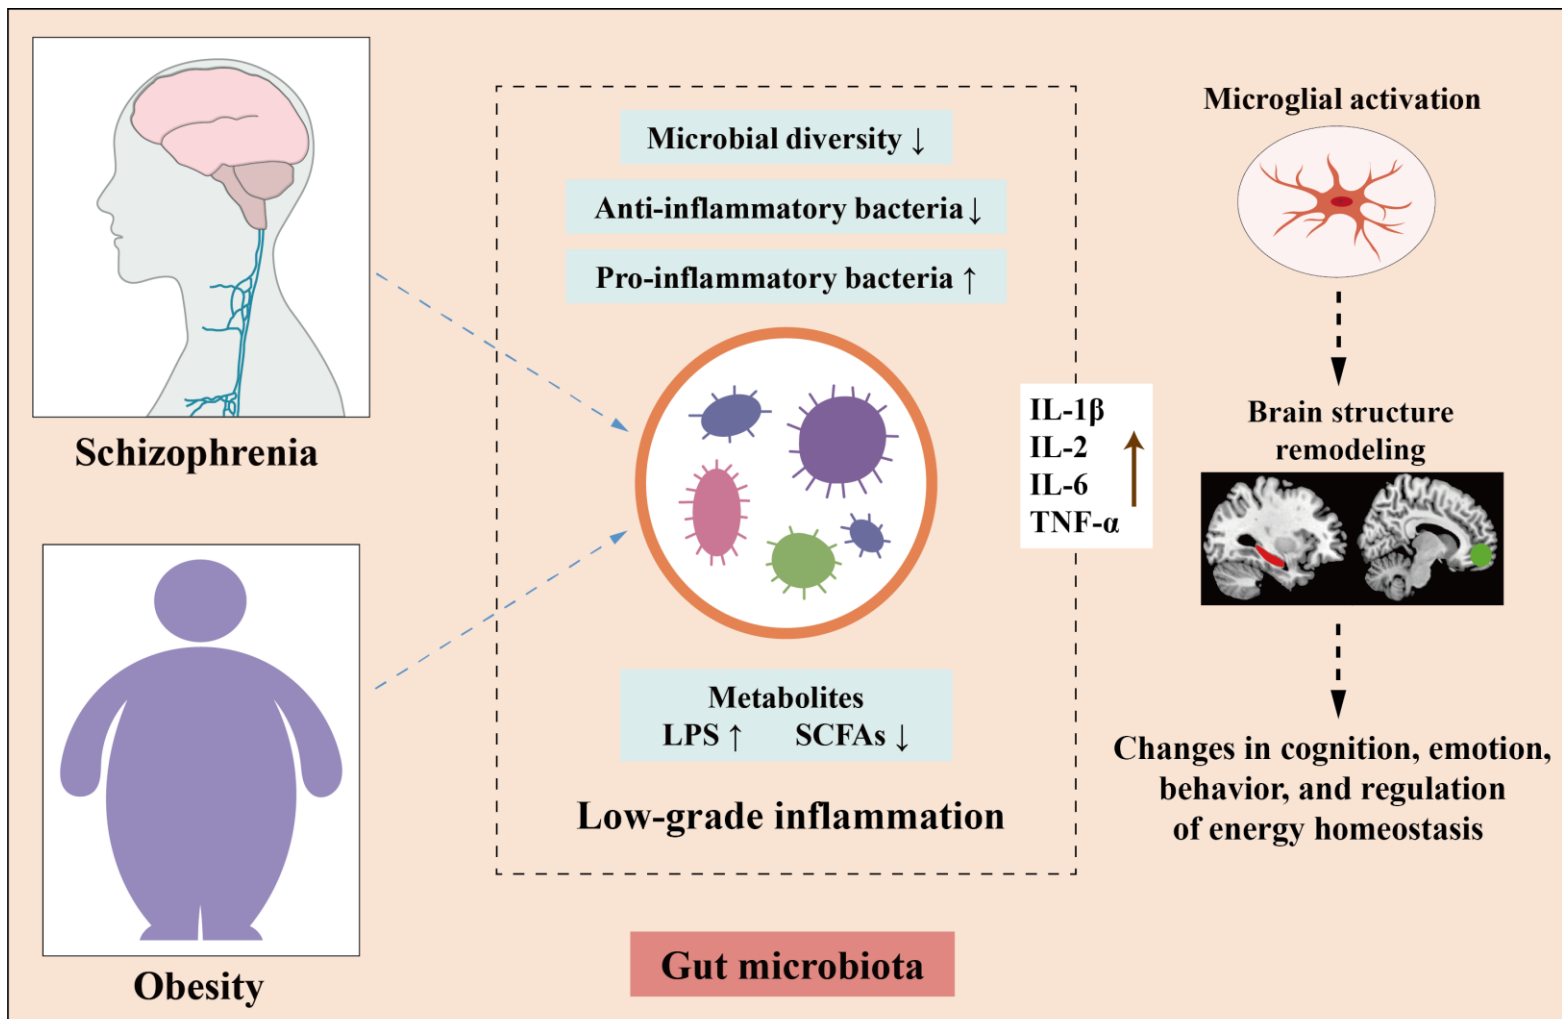 Schizophrenia
Obesity
Microbial diversity ↓
Anti-inflammatory bacteria ↓
Pro-inflammatory bacteria ↑
Metabolites
LPS ↑ SCFAs ↓
Low-grade inflammation
Gut microbiota
IL-1β
IL-2
IL-6
TNF-α
Microglial activation
Brain structure
remodeling
Changes in cognition, emotion,
behavior, and regulation
of energy homeostasis